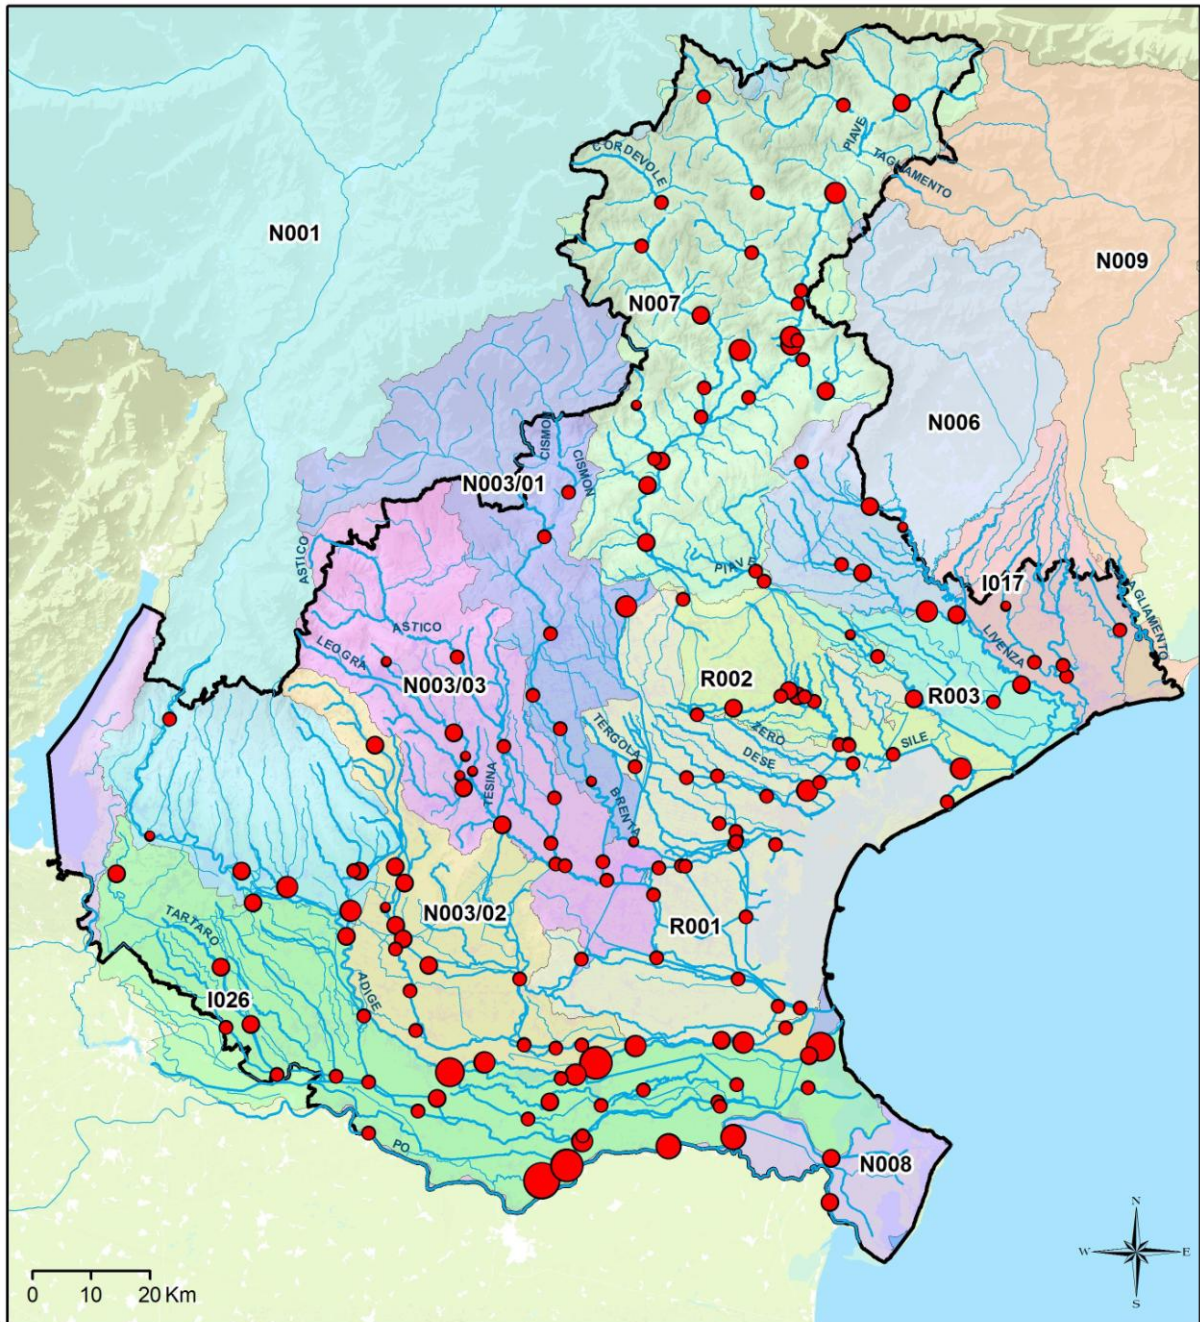 CORDEVOLE
PIAVE
TAGLIAMENTO
N001
N009
N007
N006
CISMON
CISMON
N003/01
ASTICO
PIAVE
I017
AGLIAMENTO
ASTICO
LEOGRA
LIVENZA
N003/03
R002
R003
TERGOLA
ZERO
SILE
DESE
TESINA
BRENTA
N003/02
TARTARO
R001
ADIGE
I026
PO
N008
N
W E
S
0 10 20 Km